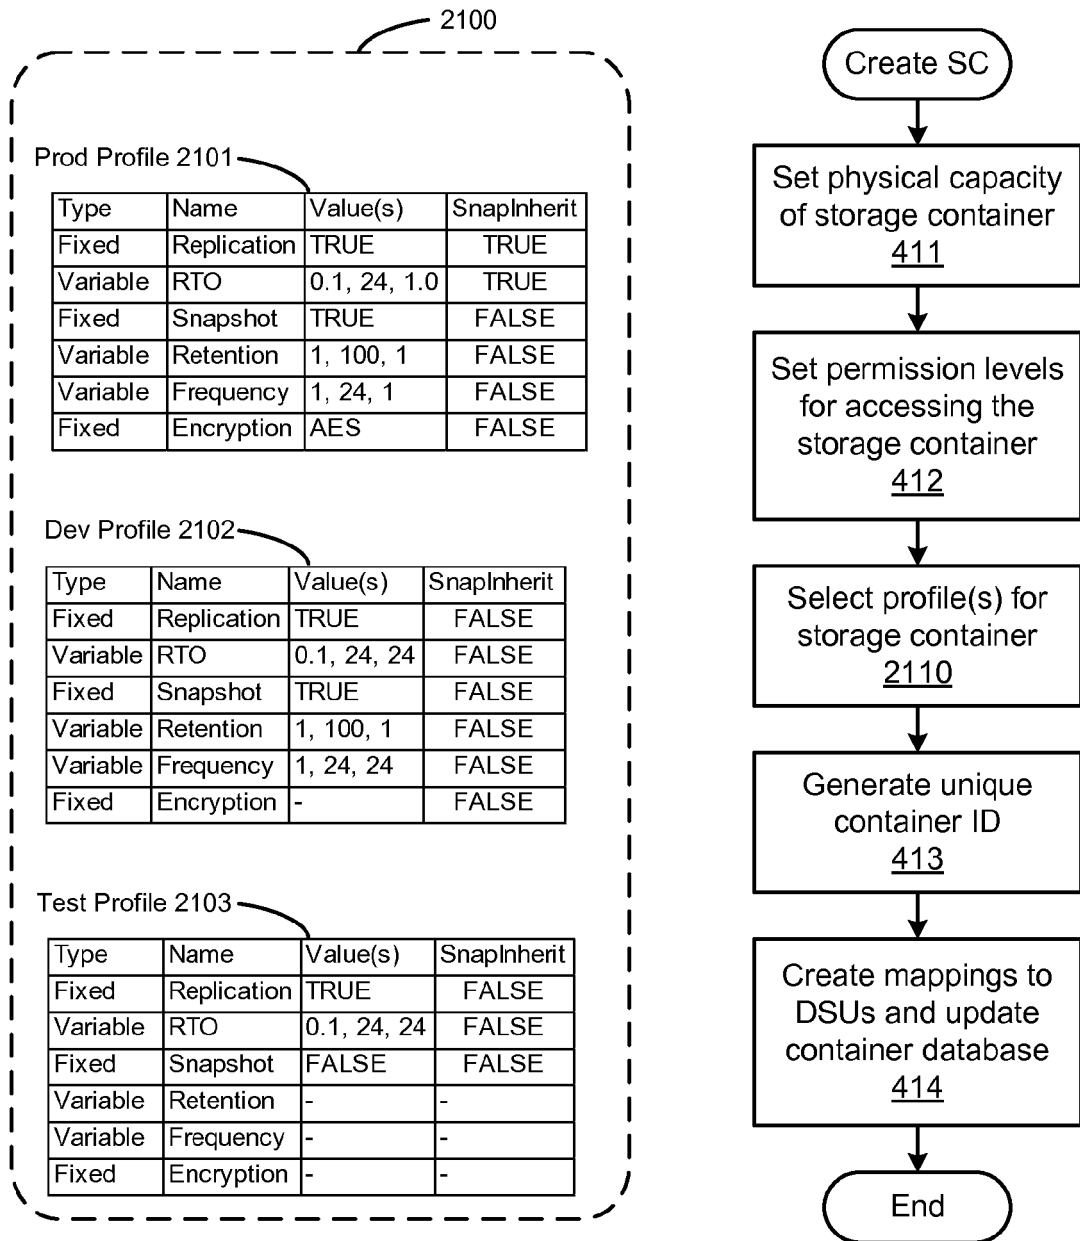 2100
Prod Profile 2101
Type Name Value(s) SnapInherit
Fixed Replication TRUE TRUE
Variable RTO 0.1, 24, 1.0 TRUE
Fixed Snapshot TRUE FALSE
Variable Retention 1, 100, 1 FALSE
Variable Frequency 1, 24, 1 FALSE
Fixed Encryption AES FALSE
Dev Profile 2102
Type Name Value(s) SnapInherit
Fixed Replication TRUE FALSE
Variable RTO 0.1, 24, 24 FALSE
Fixed Snapshot TRUE FALSE
Variable Retention 1, 100, 1 FALSE
Variable Frequency 1, 24, 24 FALSE
Fixed Encryption - FALSE
Test Profile 2103
Type Name Value(s) SnapInherit
Fixed Replication TRUE FALSE
Variable RTO 0.1, 24, 24 FALSE
Fixed Snapshot FALSE FALSE
Variable Retention - -
Variable Frequency - -
Fixed Encryption - -
Create SC
Set physical capacity
of storage container
411
Set permission levels
for accessing the
storage container
412
Select profile(s) for
storage container
2110
Generate unique
container ID
413
Create mappings to
DSUs and update
container database
414
End